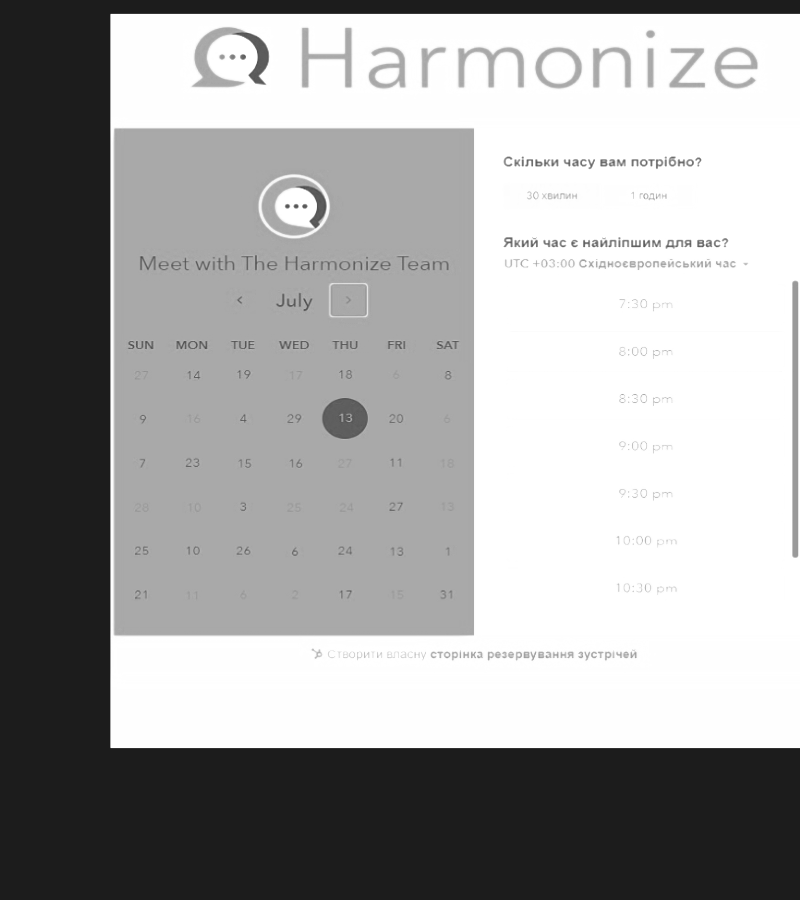 Harmonize
Meet with The Harmonize Team
July
SUN MON TUE WED THU FRI SAT
27 14 19 17 18 6 8
9 16 4 29 13 20 6
7 23 15 16 27 11 18
28 10 3 25 24 27 13
25 10 26 6 24 13 1
21 11 6 2 17 15 31
Скільки часу вам потрібно?
30 хвилин 1 годин
Який час є найліпшим для вас?
UTC +03:00 Східноєвропейський час
7:30 pm
8:00 pm
8:30 pm
9:00 pm
9:30 pm
10:00 pm
10:30 pm
Створити власну сторінка резервування зустрічей